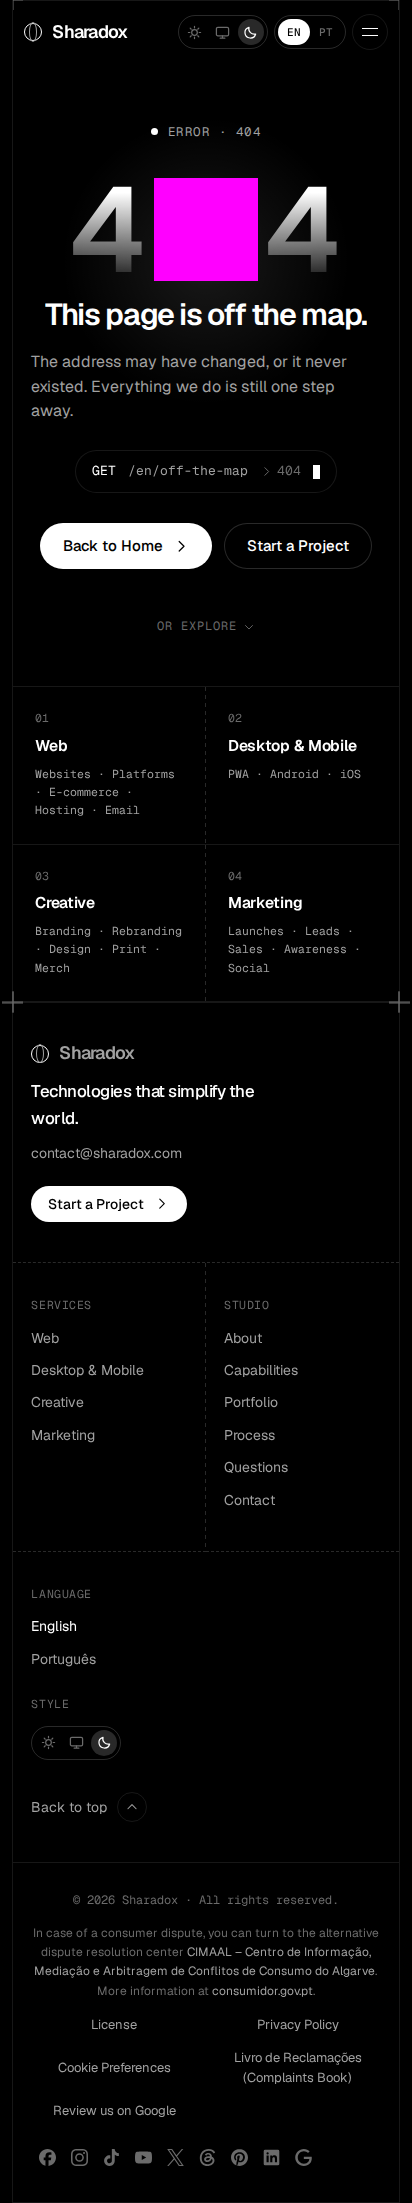 Sharadox
EN PT
ERROR · 404
4 4
This page is off the map.
The address may have changed, or it never
existed. Everything we do is still one step
away.
GET /en/off-the-map > 404
Back to Home
Start a Project
OR EXPLORE
01
Web
Websites · Platforms
· E-commerce ·
Hosting · Email
02
Desktop & Mobile
PWA · Android · iOS
03
Creative
Branding · Rebranding
· Design · Print ·
Merch
04
Marketing
Launches · Leads ·
Sales · Awareness ·
Social
Sharadox
Technologies that simplify the
world.
contact@sharadox.com
Start a Project
SERVICES
Web
Desktop & Mobile
Creative
Marketing
STUDIO
About
Capabilities
Portfolio
Process
Questions
Contact
LANGUAGE
English
Português
STYLE
Back to top
© 2026 Sharadox · All rights reserved.
In case of a consumer dispute, you can turn to the alternative
dispute resolution center CIMAAL – Centro de Informação,
Mediação e Arbitragem de Conflitos de Consumo do Algarve.
More information at consumidor.gov.pt.
License
Privacy Policy
Cookie Preferences
Livro de Reclamações
(Complaints Book)
Review us on Google